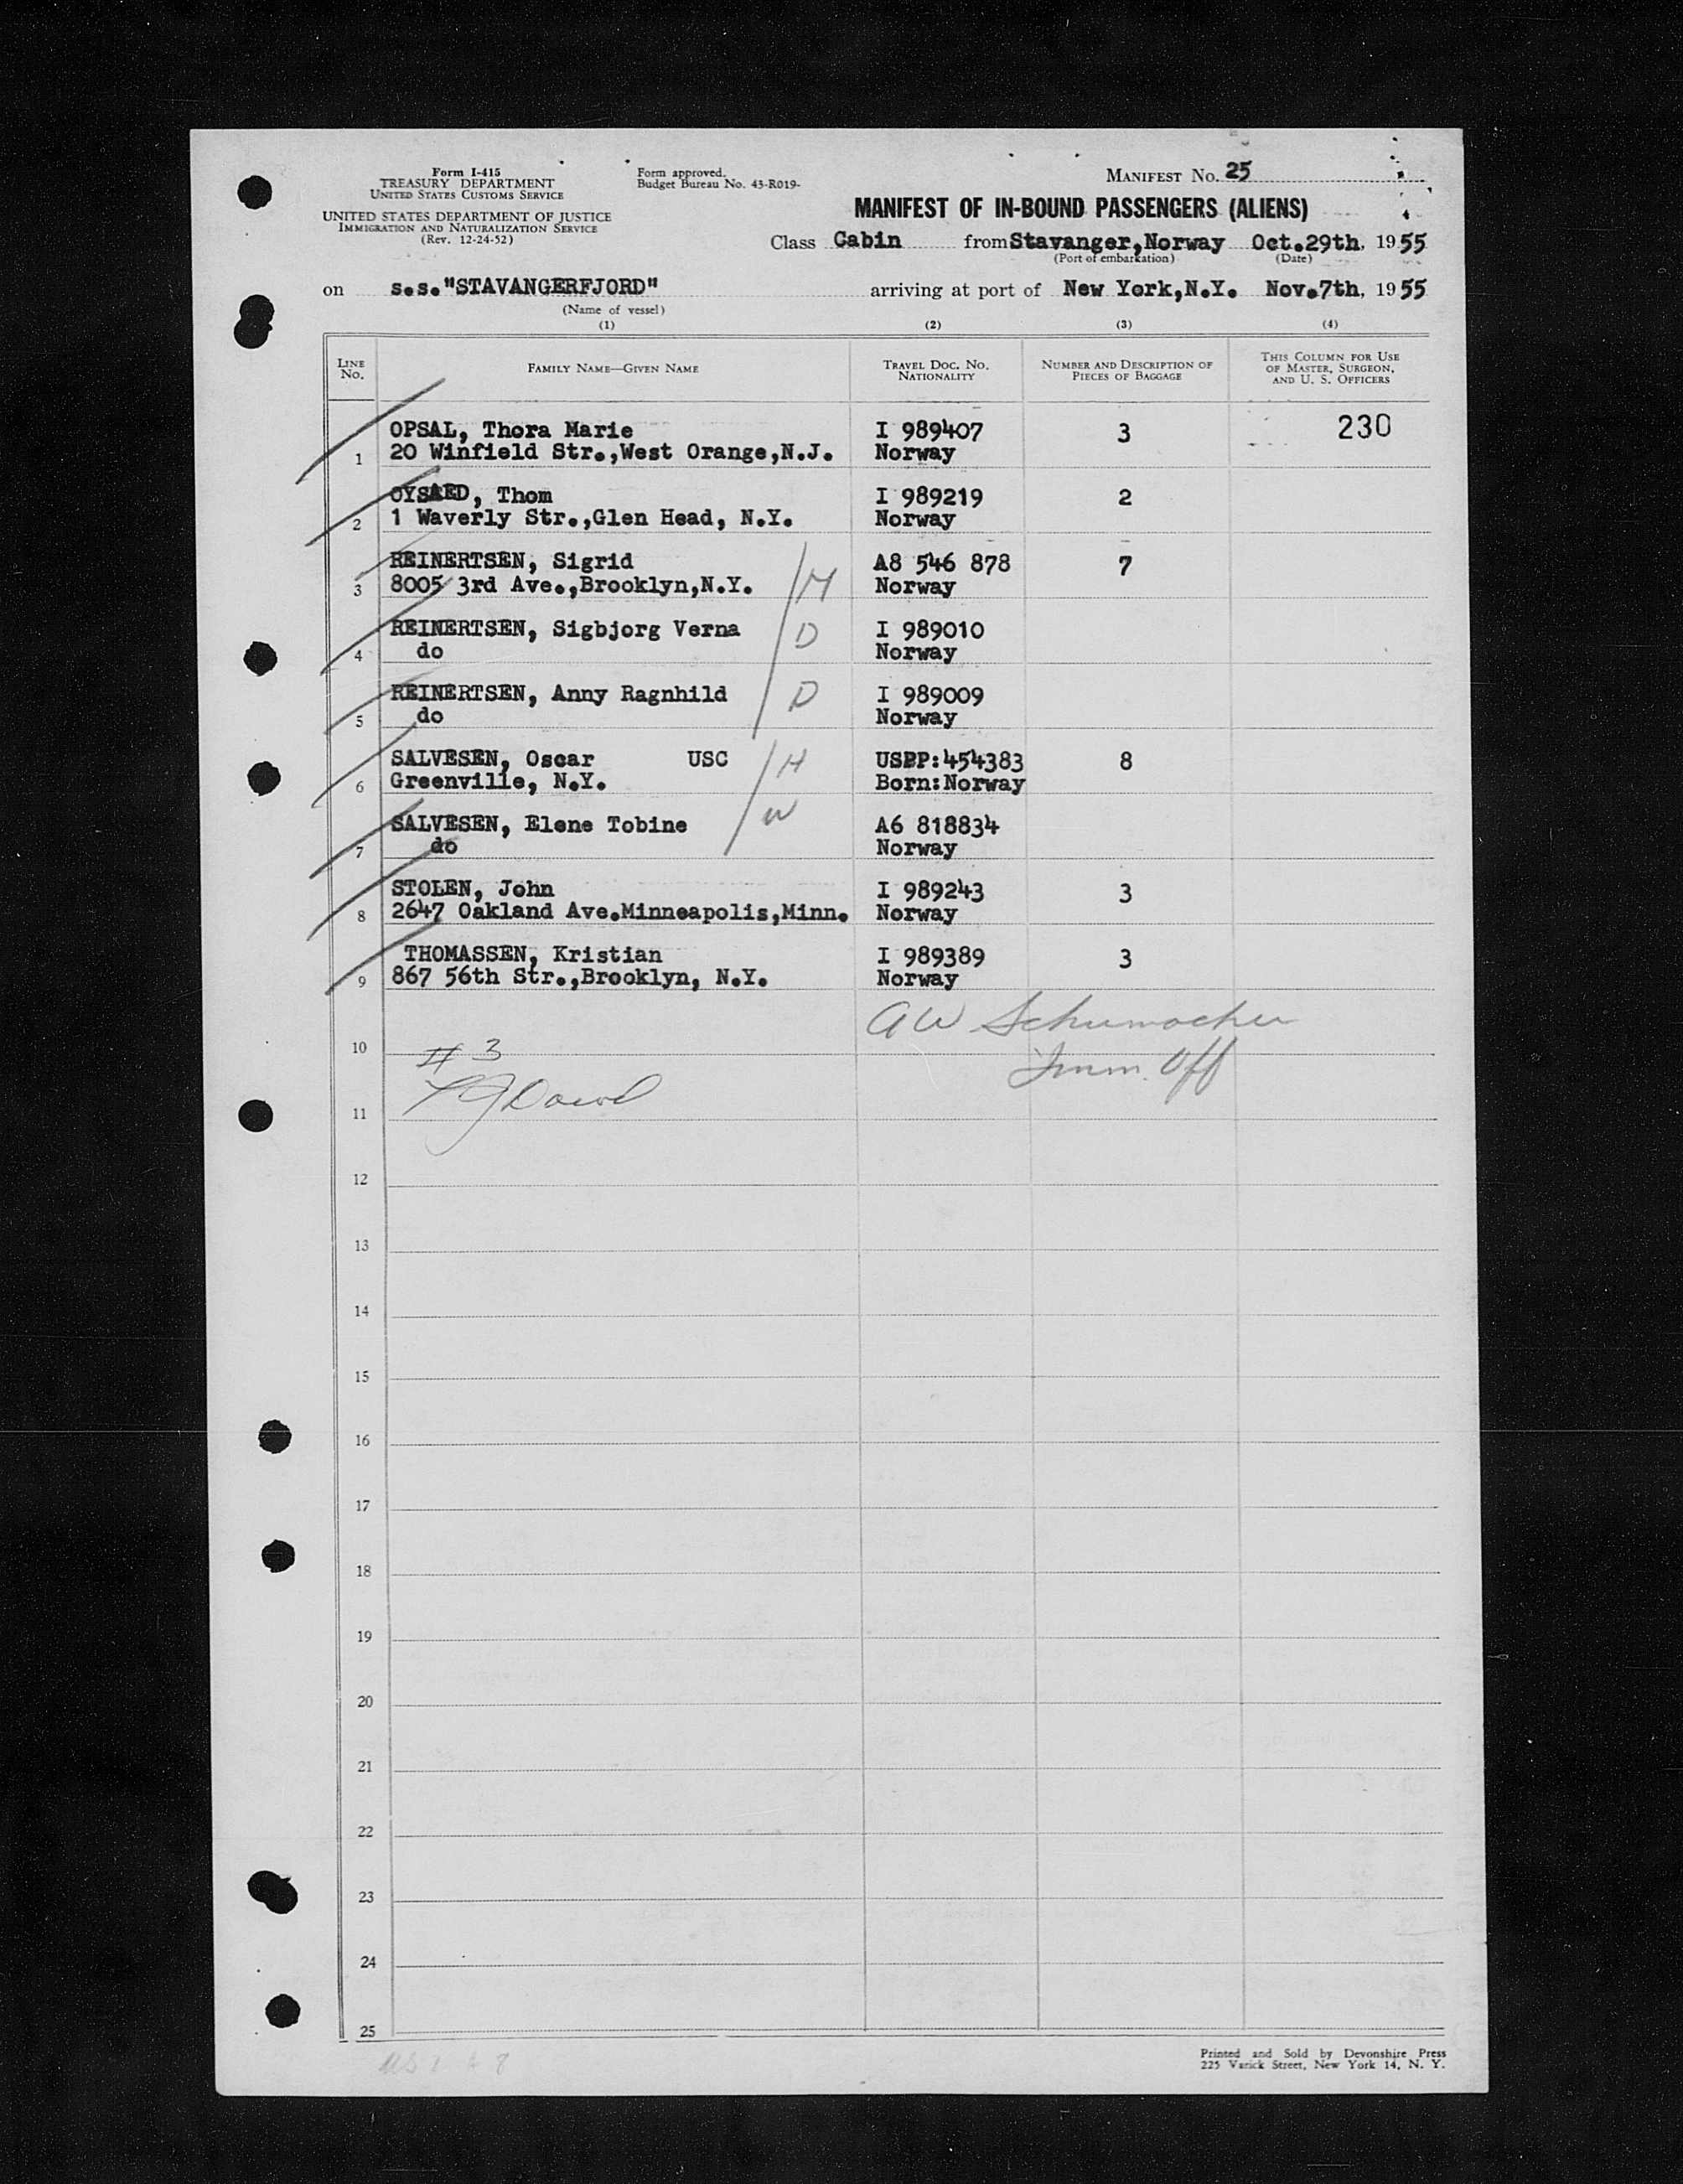 Form I-415
TREASURY DEPARTMENT
UNITED STATES CUSTOMS SERVICE
UNITED STATES DEPARTMENT OF JUSTICE
IMMIGRATION AND NATURALIZATION SERVICE
(Rev. 12-24-52)
Form approved.
Budget Bureau No. 43-R019-
MANIFEST NO. 25
MANIFEST OF IN-BOUND PASSENGERS (ALIENS)
Class Cabin from Stavanger,Norway Oct.29th, 1955
(Port of embarkation) (Date)
on s.s."STAVANGERFJORD" arriving at port of New York,N.Y. Nov.7th, 1955
(Name of vessel)
(1) (2) (3) (4)
LINE NO. FAMILY NAME—GIVEN NAME TRAVEL DOC. NO. NATIONALITY NUMBER AND DESCRIPTION OF PIECES OF BAGGAGE THIS COLUMN FOR USE OF MASTER, SURGEON, AND U. S. OFFICERS
OPSAL, Thora Marie I 989407 3 230
1 20 Winfield Str.,West Orange,N.J. Norway
Thom I 989219 2
2 1 Waverly Str.,Glen Head, N.Y. Norway
REINERTSEN, Sigrid A8 546 878 7
3 8005 3rd Ave.,Brooklyn,N.Y. M Norway
REINERTSEN, Sigbjorg Verna D I 989010
4 do Norway
REINERTSEN, Anny Ragnhild D I 989009
5 do Norway
SALVESEN, Oscar USC H USPP:454383 8
6 Greenville, N.Y. Born:Norway
SALVESEN, Elene Tobine W A6 818834
7 do Norway
STOLEN, John I 989243 3
8 2647 Oakland Ave.Minneapolis,Minn. Norway
THOMASSEN, Kristian I 989389 3
9 867 56th Str.,Brooklyn, N.Y. Norway
AW Schumacher
10 # 3 Imm. Off
11
12
13
14
15
16
17
18
19
20
21
22
23
24
25
Printed and Sold by Devonshire Press
225 Varick Street, New York 14, N. Y.